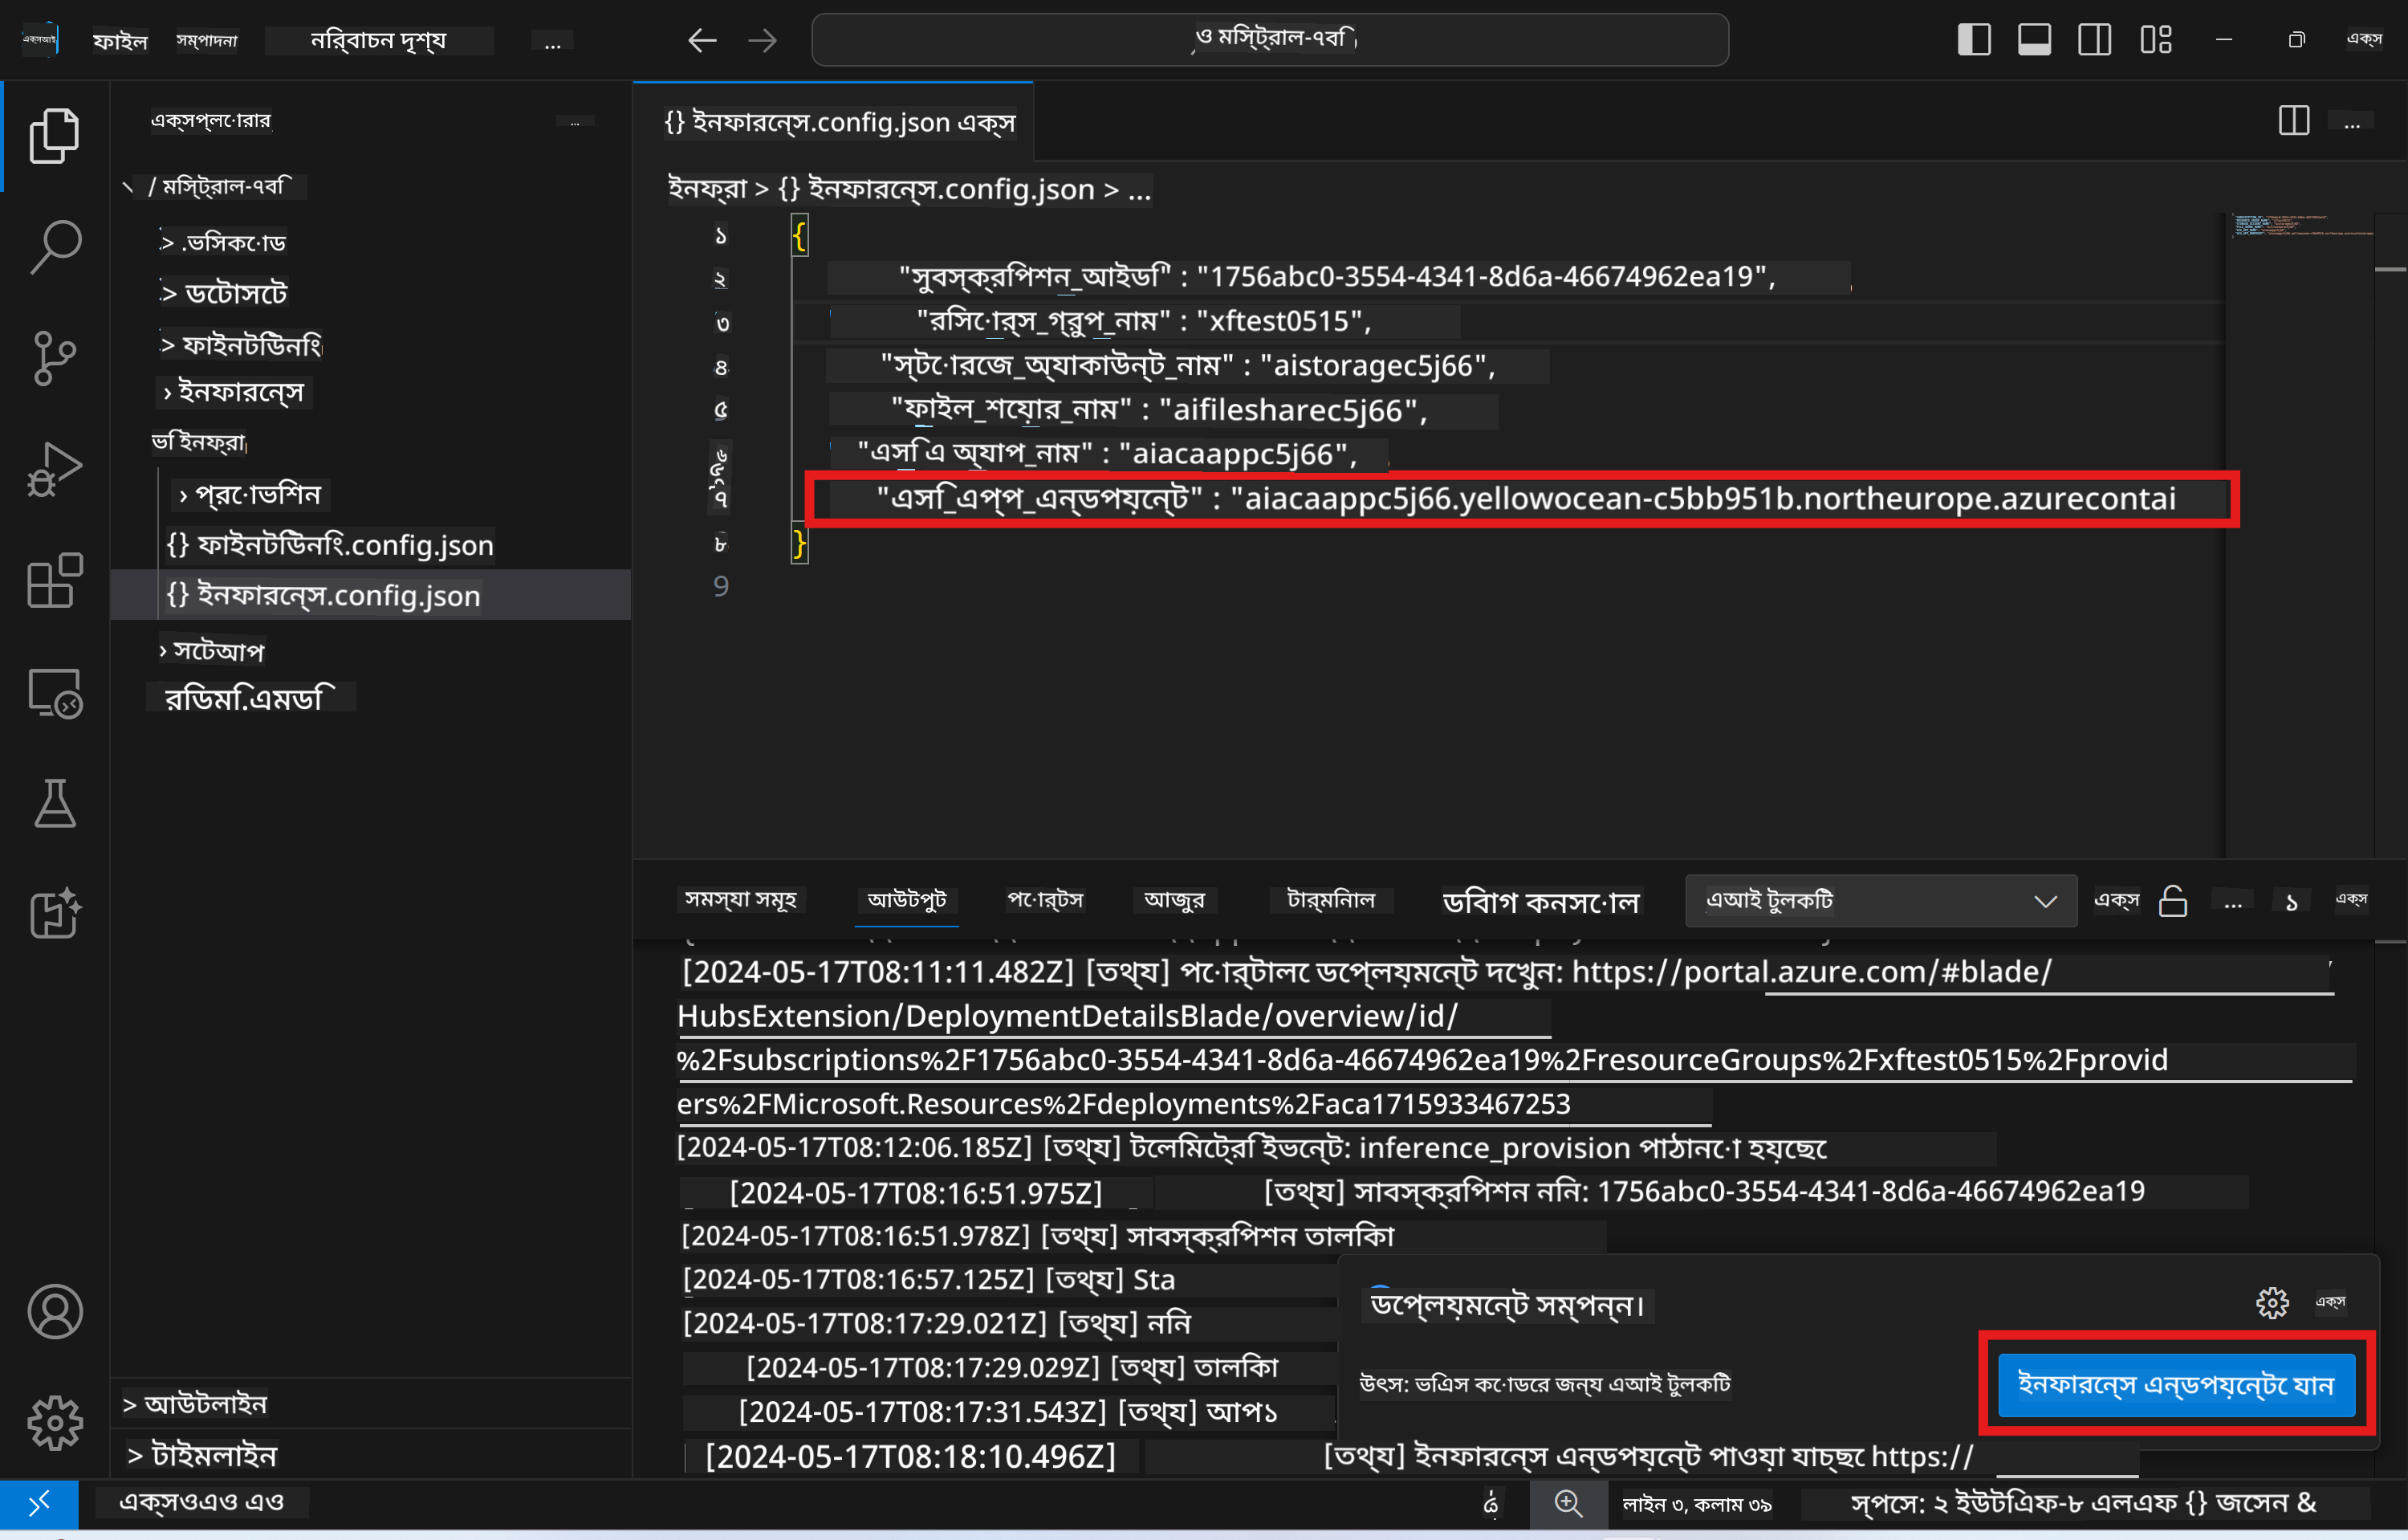 ফাইল সম্পাদনা নির্বাচন দৃশ্য ...
ও মিস্ট্রাল-৭বি
এক্স
এক্সপ্লোরার ...
/ মিস্ট্রাল-৭বি
> .ভিসকোড
> ডেটাসেট
> ফাইনটিউনিং
› ইনফারেন্স
ভি ইনফ্রা
› প্রোভিশন
{} ফাইনটিউনিং.config.json
{} ইনফারেন্স.config.json
› সেটআপ
রিডমি.এমডি
> আউটলাইন
> টাইমলাইন
{} ইনফারেন্স.config.json এক্স
...
ইনফ্রা > {} ইনফারেন্স.config.json > ...
১ {
২ "সুবস্ক্রিপশন_আইডি" : "1756abc0-3554-4341-8d6a-46674962ea19",
৩ "রিসোর্স_গ্রুপ_নাম" : "xftest0515",
৪ "স্টোরেজ_অ্যাকাউন্ট_নাম" : "aistoragec5j66",
৫ "ফাইল_শেয়ার_নাম" : "aifilesharec5j66",
৬ "এসিএ অ্যাপ_নাম" : "aiacaappc5j66",
৭ "এসি_এপ্প_এন্ডপয়েন্ট" : "aiacaappc5j66.yellowocean-c5bb951b.northeurope.azurecontai
৮ }
9
সমস্যা সমূহ আউটপুট পোর্টস আজুর টার্মিনাল ডিবাগ কনসোল এআই টুলকিট এক্স ... ১ এক্স
[2024-05-17T08:11:11.482Z] [তথ্য] পোর্টালে ডেপ্লেয়মেন্ট দেখুন: https://portal.azure.com/#blade/
HubsExtension/DeploymentDetailsBlade/overview/id/
%2Fsubscriptions%2F1756abc0-3554-4341-8d6a-46674962ea19%2FresourceGroups%2Fxftest0515%2Fprovid
ers%2FMicrosoft.Resources%2Fdeployments%2Faca1715933467253
[2024-05-17T08:12:06.185Z] [তথ্য] টেলিমেট্রি ইভেন্ট: inference_provision পাঠানো হয়েছে
[2024-05-17T08:16:51.975Z] [তথ্য] সাবস্ক্রিপশন নিন: 1756abc0-3554-4341-8d6a-46674962ea19
[2024-05-17T08:16:51.978Z] [তথ্য] সাবস্ক্রিপশন তালিকা
[2024-05-17T08:16:57.125Z] [তথ্য] Sta
[2024-05-17T08:17:29.021Z] [তথ্য] নিন
[2024-05-17T08:17:29.029Z] [তথ্য] তালিকা
[2024-05-17T08:17:31.543Z] [তথ্য] আপ১
[2024-05-17T08:18:10.496Z] [তথ্য] ইনফারেন্স এন্ডপয়েন্ট পাওয়া যাচ্ছে https://
ডেপ্লেয়মেন্ট সম্পন্ন।
এক্স
উৎস: ভিএস কোডের জন্য এআই টুলকিট
ইনফারেন্স এন্ডপয়েন্টে যান
এক্সওএও এও
লাইন ৩, কলাম ৩৯
স্পেস: ২ ইউটিএফ-৮ এলএফ {} জেসন &